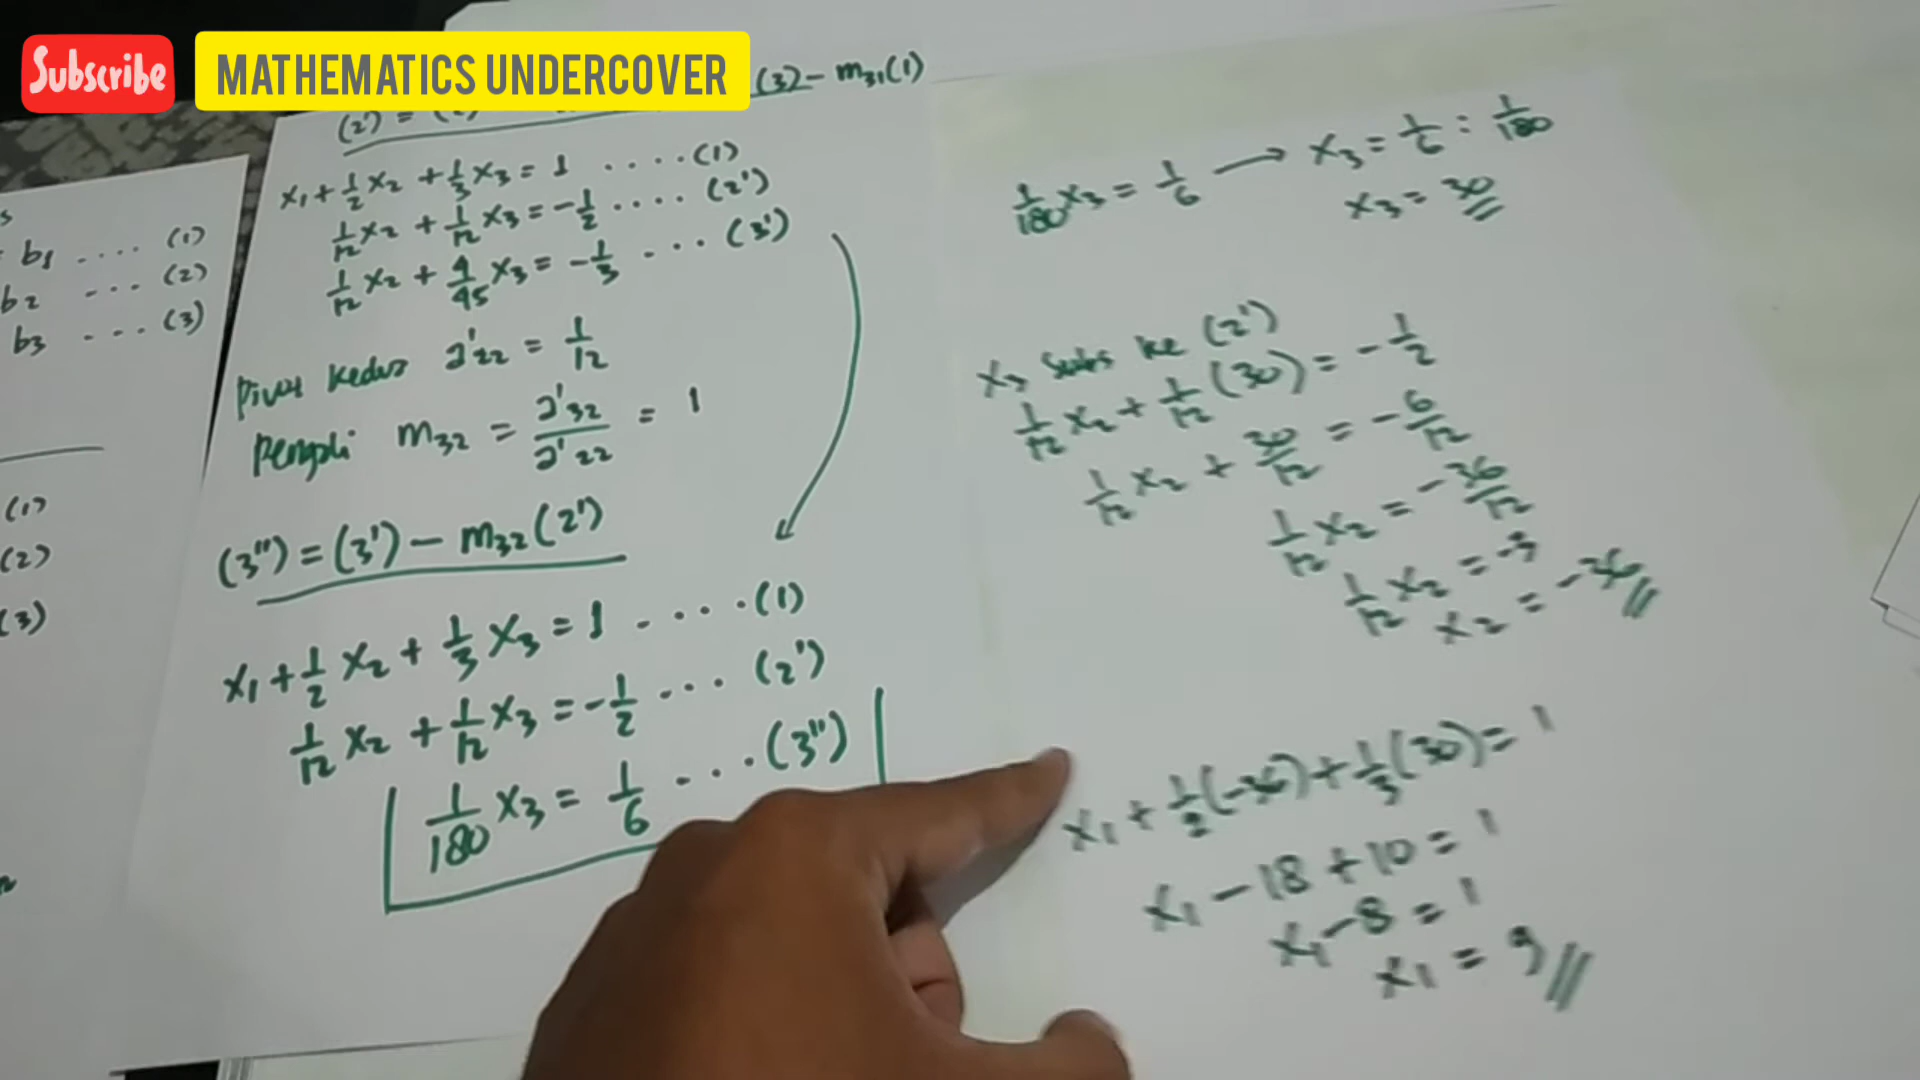 Subscribe
MATHEMATICS UNDERCOVER
(3) - m₃₁(1)
(2') =
x₁ + 1/2 x₂ + 1/3 x₃ = 1 ....(1)
1/12 x₂ + 1/12 x₃ = -1/2 .... (2')
1/12 x₂ + 4/45 x₃ = -1/3 ... (3')
Pivot kedua a'₂₂ = 1/12
Pengali m₃₂ = a'₃₂/a'₂₂ = 1
(3'') = (3') - m₃₂(2')
x₁ + 1/2 x₂ + 1/3 x₃ = 1 ....(1)
1/12 x₂ + 1/12 x₃ = -1/2 ... (2')
1/180 x₃ = 1/6 ...(3'')
b₁ .... (1)
b₂ ... (2)
b₃ ... (3)
(1)
(2)
(3)
1/180 x₃ = 1/6 → x₃ = 1/6 : 1/180
x₃ = 30
x₃ subs ke (2')
1/12 x₂ + 1/12 (30) = -1/2
1/12 x₂ + 30/12 = -6/12
1/12 x₂ = -36/12
1/12 x₂ = -3
x₂ = -36
x₁ + 1/2(-36) + 1/3(30) = 1
x₁ - 18 + 10 = 1
x₁ - 8 = 1
x₁ = 9